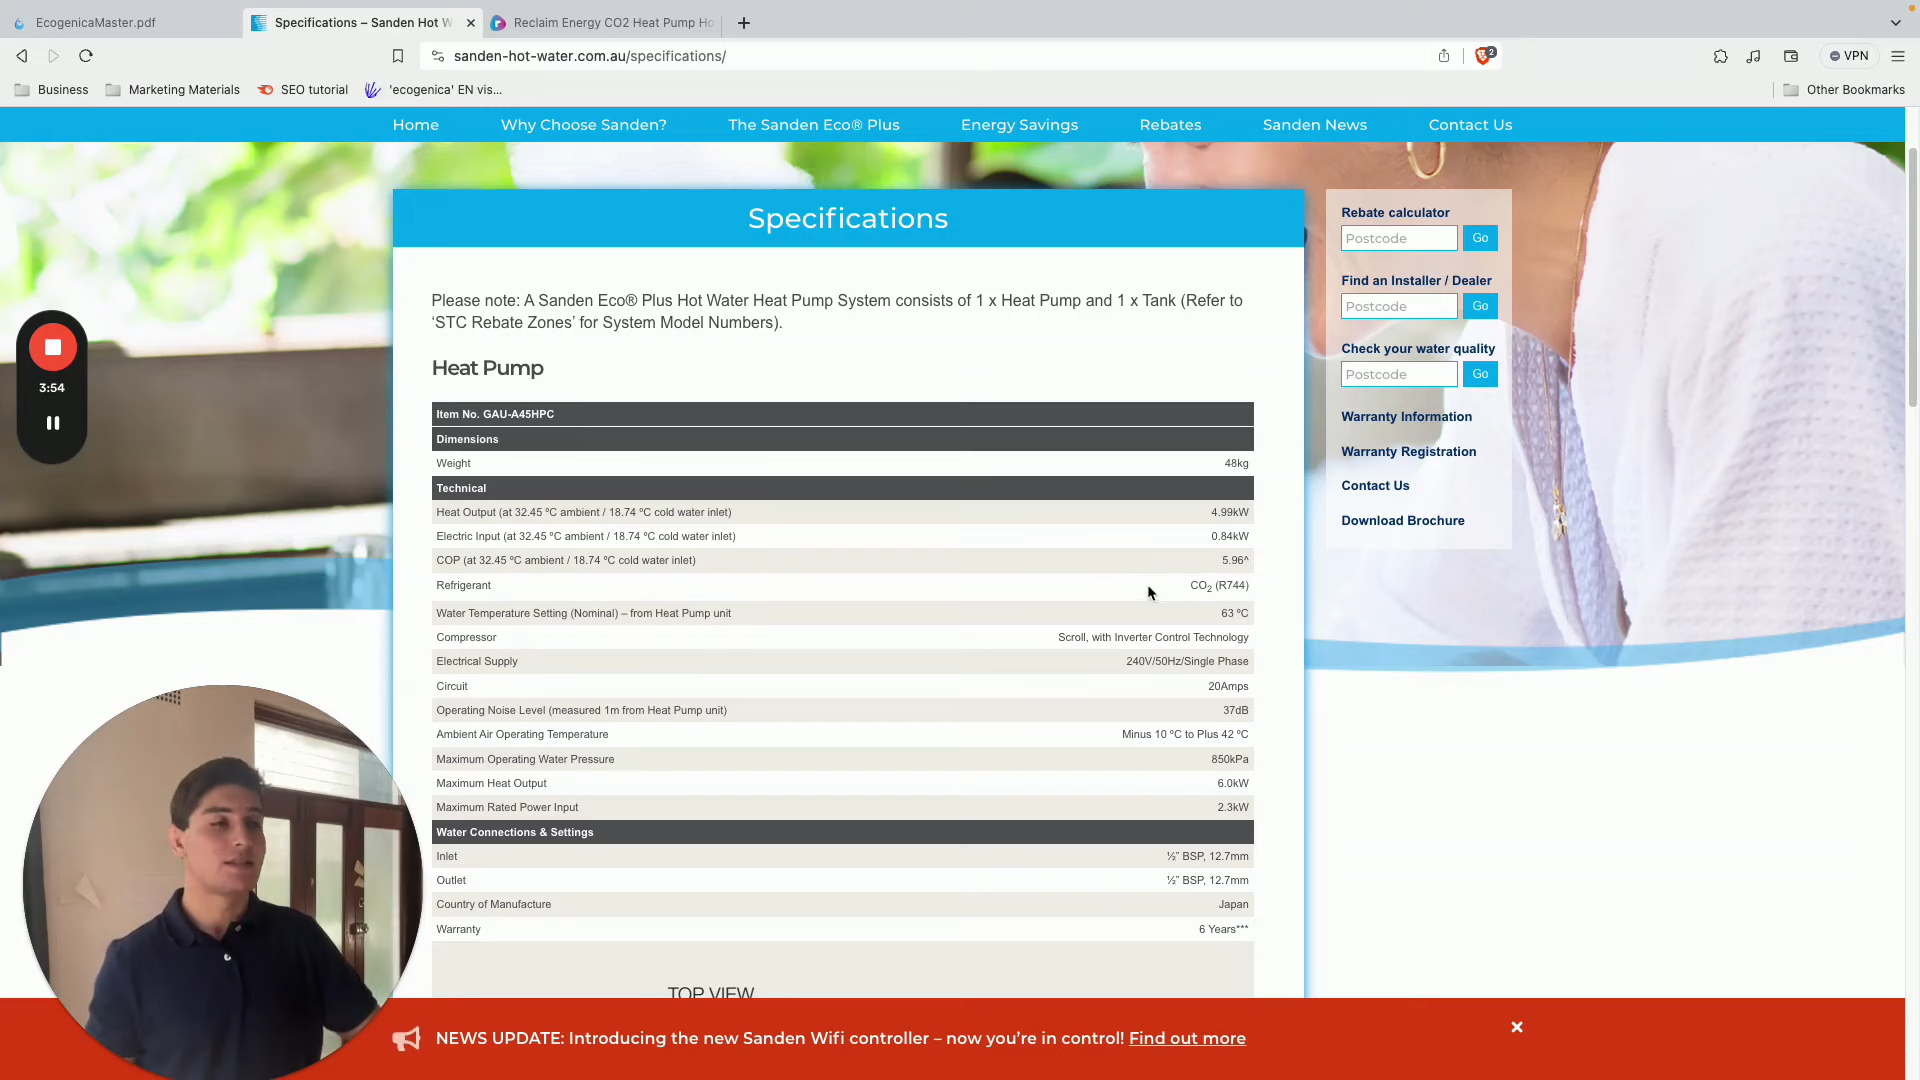 EcogenicaMaster.pdf
Specifications – Sanden Hot W
Reclaim Energy CO2 Heat Pump Ho
sanden-hot-water.com.au/specifications/
2
VPN
Business
Marketing Materials
SEO tutorial
'ecogenica' EN vis...
Other Bookmarks
Home
Why Choose Sanden?
The Sanden Eco® Plus
Energy Savings
Rebates
Sanden News
Contact Us
Specifications
Please note: A Sanden Eco® Plus Hot Water Heat Pump System consists of 1 x Heat Pump and 1 x Tank (Refer to
‘STC Rebate Zones’ for System Model Numbers).
Heat Pump
Item No. GAU-A45HPC
Dimensions
Weight 48kg
Technical
Heat Output (at 32.45 ºC ambient / 18.74 ºC cold water inlet) 4.99kW
Electric Input (at 32.45 ºC ambient / 18.74 ºC cold water inlet) 0.84kW
COP (at 32.45 ºC ambient / 18.74 ºC cold water inlet) 5.96^
Refrigerant CO2 (R744)
Water Temperature Setting (Nominal) – from Heat Pump unit 63 ºC
Compressor Scroll, with Inverter Control Technology
Electrical Supply 240V/50Hz/Single Phase
Circuit 20Amps
Operating Noise Level (measured 1m from Heat Pump unit) 37dB
Ambient Air Operating Temperature Minus 10 ºC to Plus 42 ºC
Maximum Operating Water Pressure 850kPa
Maximum Heat Output 6.0kW
Maximum Rated Power Input 2.3kW
Water Connections & Settings
Inlet ½” BSP, 12.7mm
Outlet ½” BSP, 12.7mm
Country of Manufacture Japan
Warranty 6 Years***
TOP VIEW
Rebate calculator
Postcode Go
Find an Installer / Dealer
Postcode Go
Check your water quality
Postcode Go
Warranty Information
Warranty Registration
Contact Us
Download Brochure
3:54
NEWS UPDATE: Introducing the new Sanden Wifi controller – now you’re in control! Find out more